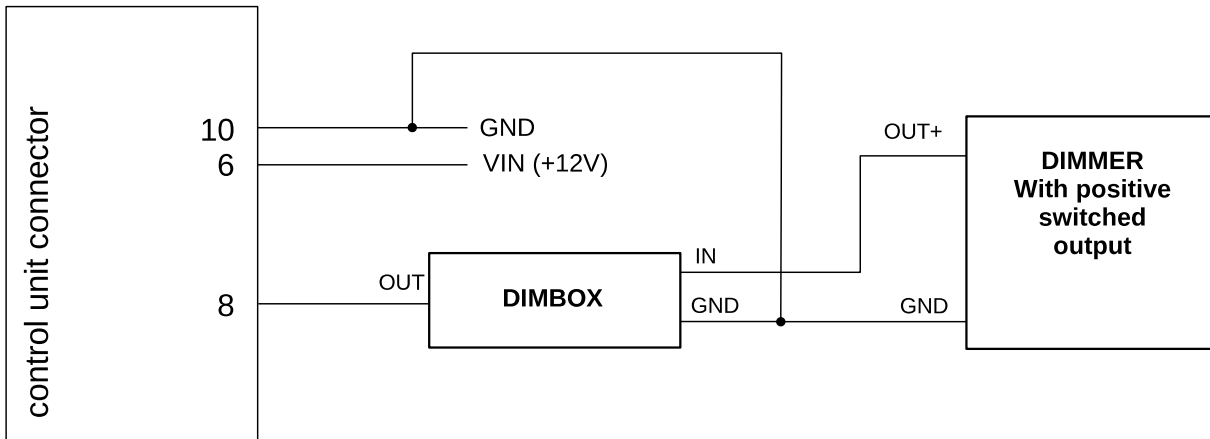 control unit connector
10
6
8
GND
VIN (+12V)
OUT
DIMBOX
IN
GND
OUT+
GND
DIMMER
With positive
switched
output